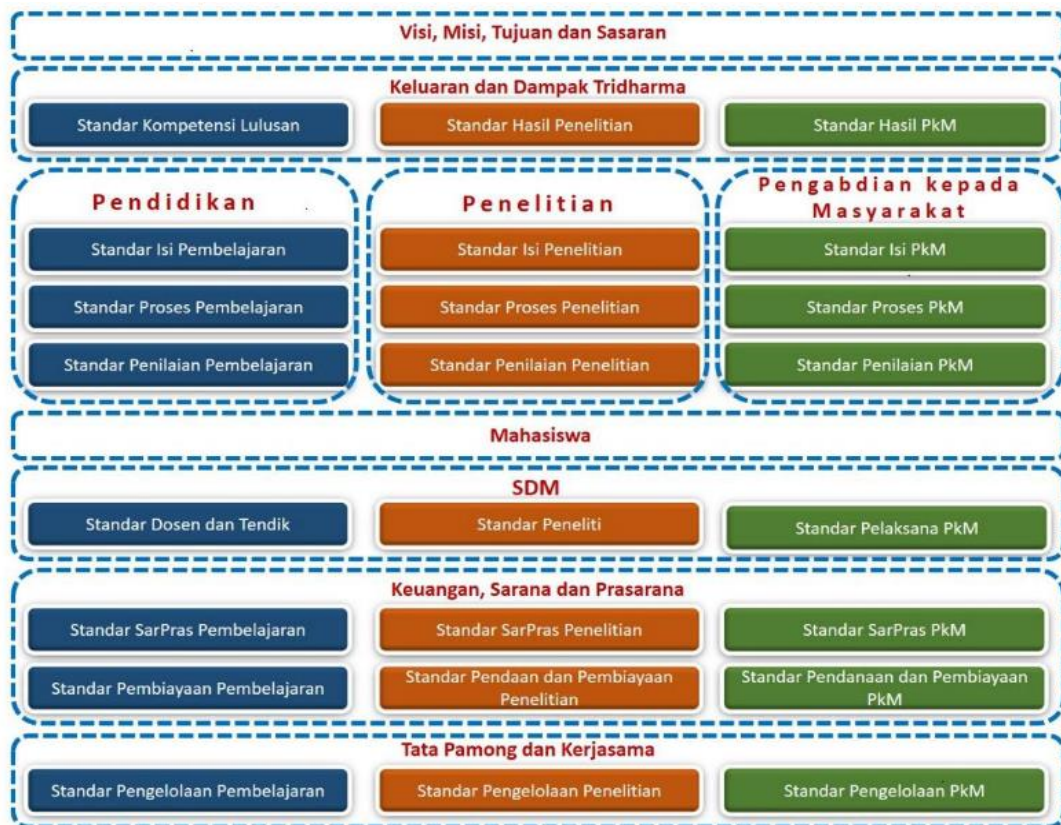 Visi, Misi, Tujuan dan Sasaran
Keluaran dan Dampak Tridharma
Standar Kompetensi Lulusan
Standar Hasil Penelitian
Standar Hasil PkM
Pendidikan
Penelitian
Pengabdian kepada
Masyarakat
Standar Isi Pembelajaran
Standar Isi Penelitian
Standar Isi PkM
Standar Proses Pembelajaran
Standar Proses Penelitian
Standar Proses PkM
Standar Penilaian Pembelajaran
Standar Penilaian Penelitian
Standar Penilaian PkM
Mahasiswa
SDM
Standar Dosen dan Tendik
Standar Peneliti
Standar Pelaksana PkM
Keuangan, Sarana dan Prasarana
Standar SarPras Pembelajaran
Standar SarPras Penelitian
Standar SarPras PkM
Standar Pembiayaan Pembelajaran
Standar Pendaan dan Pembiayaan
Penelitian
Standar Pendanaan dan Pembiayaan
PkM
Tata Pamong dan Kerjasama
Standar Pengelolaan Pembelajaran
Standar Pengelolaan Penelitian
Standar Pengelolaan PkM